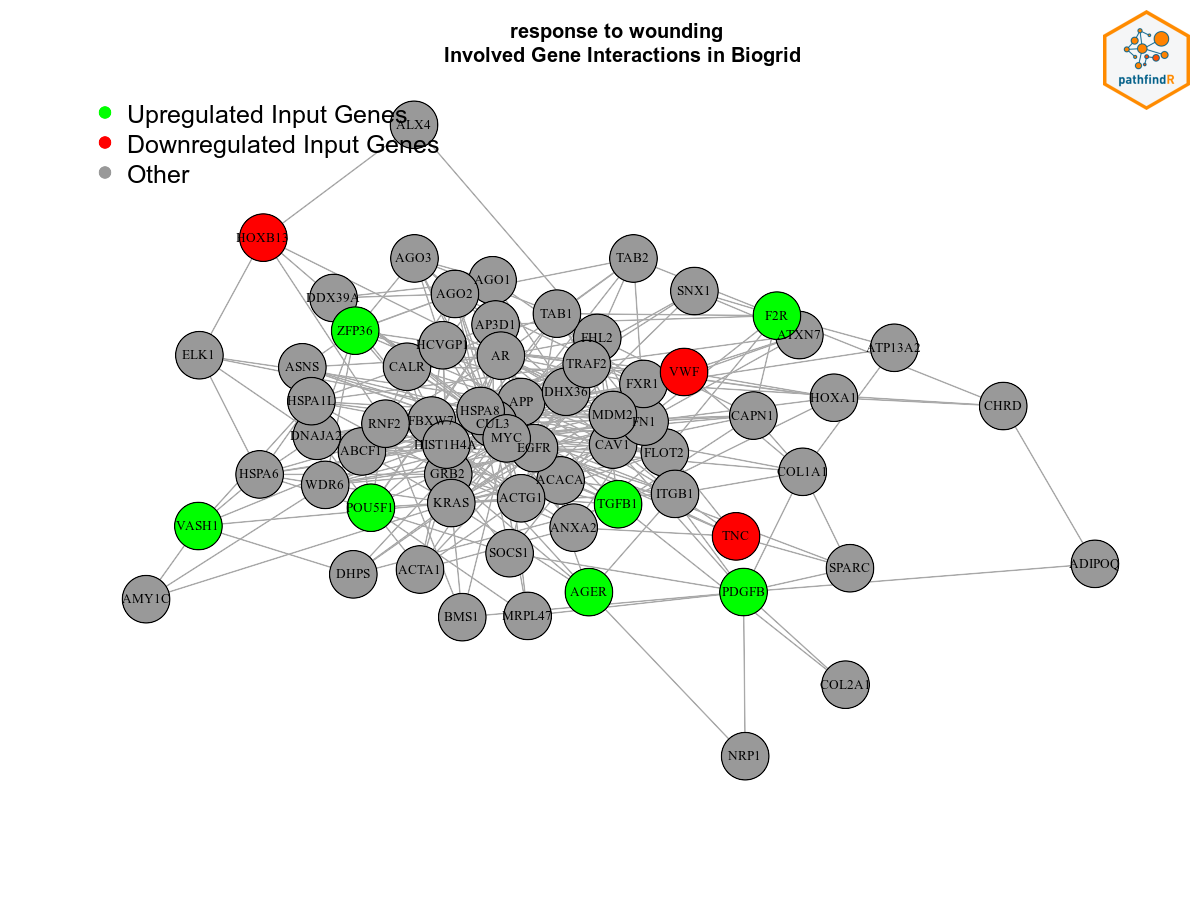 response to wounding
Involved Gene Interactions in Biogrid
pathfindR
Upregulated Input Genes
Downregulated Input Genes
Other
ALX4
AGO3
TAB2
AGO1
SNX1
AGO2
DDX39A
TAB1
F2R
AP3D1
ZFP36
ATXN7
FHL2
HCVGP1
ATP13A2
ELK1
AR
TRAF2
ASNS
CALR
VWF
FXR1
DHX36
HOXA1
HSPA1L
APP
CHRD
HSPA8
MDM2
CAPN1
FBXW7
FN1
RNF2
CUL3
DNAJA2
MYC
HIST1H4A
CAV1
EGFR
ABCF1
FLOT2
COL1A1
HSPA6
GRB2
ACACA
WDR6
ITGB1
ACTG1
KRAS
TGFB1
POU5F1
VASH1
ANXA2
TNC
SOCS1
ADIPOQ
SPARC
ACTA1
DHPS
AGER
PDGFB
AMY1C
MRPL47
BMS1
COL2A1
NRP1